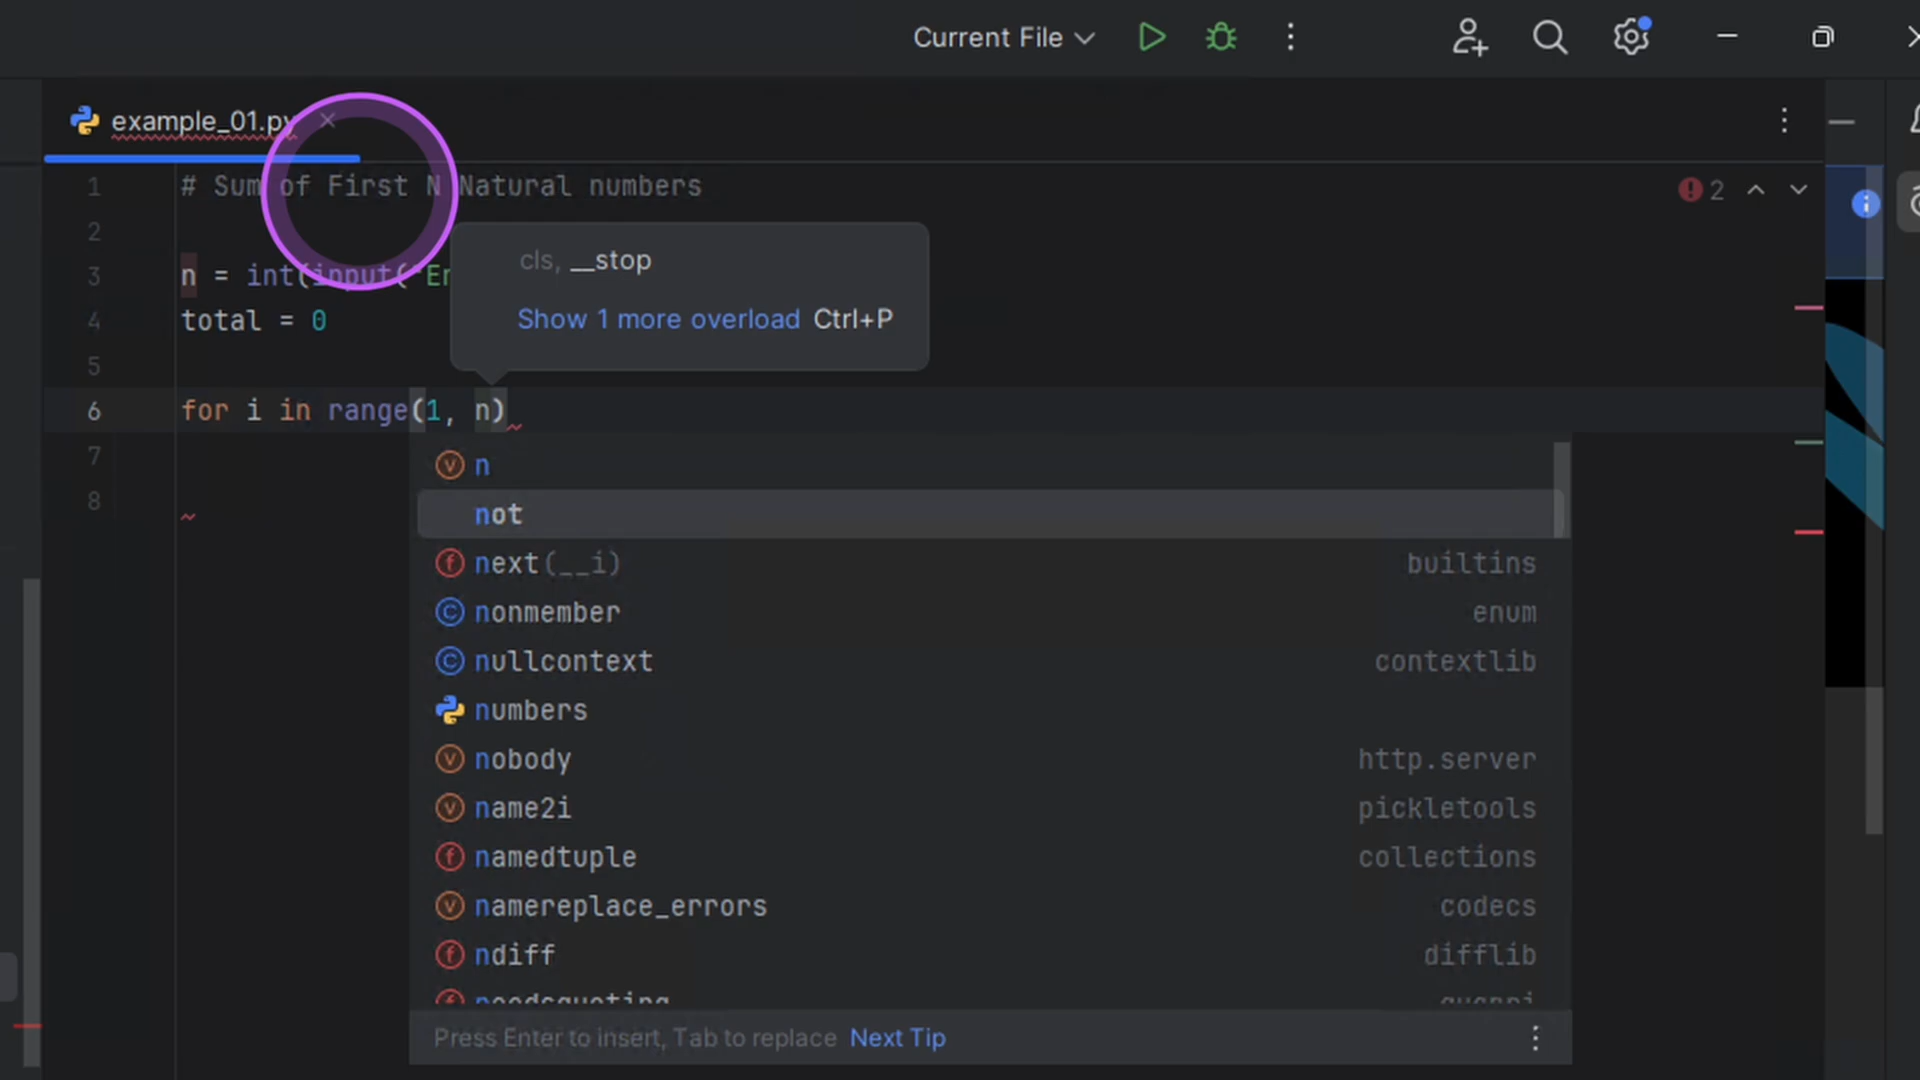 Current File
example_01.py
1 # Sum of First N Natural numbers
2
2
3 n = int(input("En
cls, __stop
Show 1 more overload Ctrl+P
4 total = 0
5
6 for i in range(1, n)
7
8
n
not
next(__i) builtins
nonmember enum
nullcontext contextlib
numbers
nobody http.server
name2i pickletools
namedtuple collections
namereplace_errors codecs
ndiff difflib
Press Enter to insert, Tab to replace Next Tip